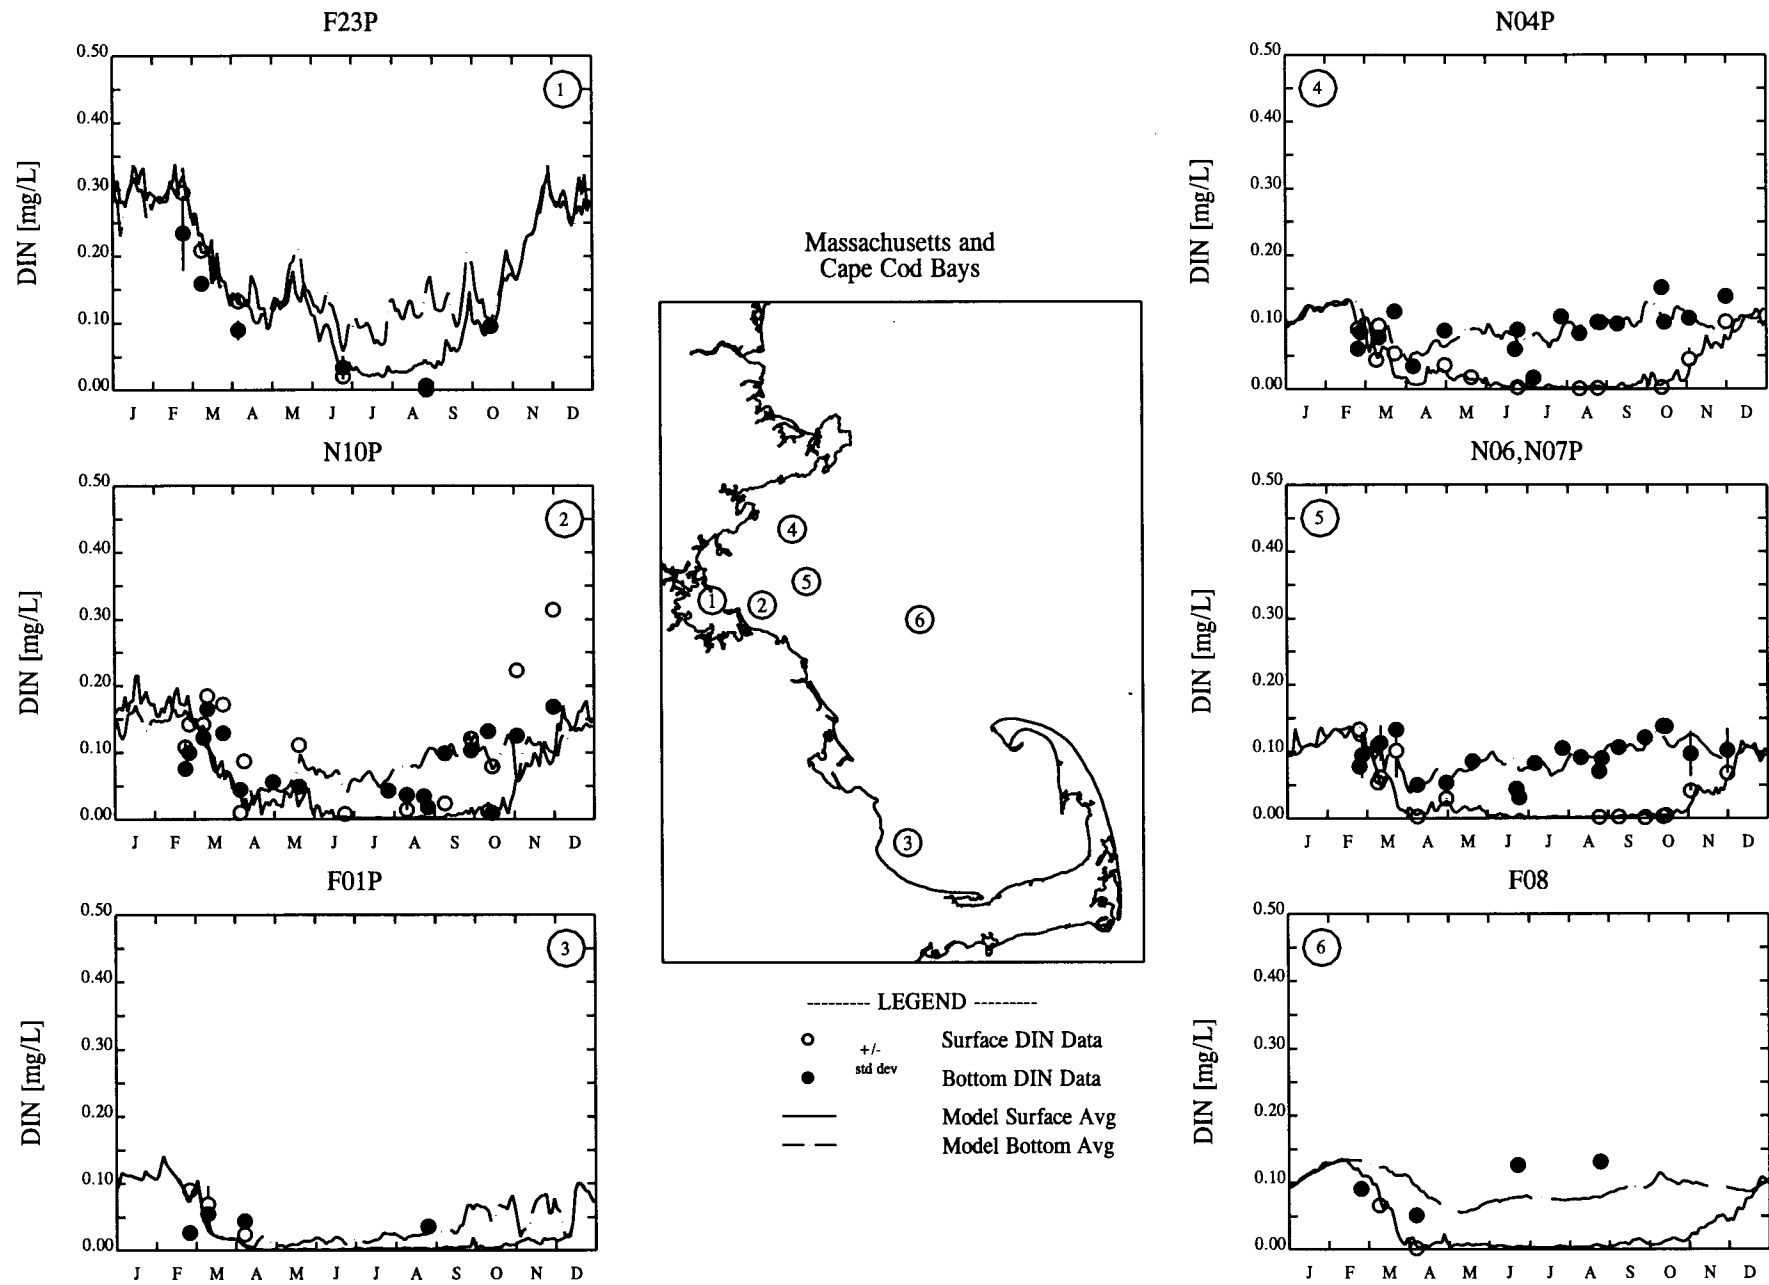 F23P
0.50
0.40
0.30
0.20
0.10
0.00
DIN [mg/L]
1
J F M A M J J A S O N D
N10P
0.50
0.40
0.30
0.20
0.10
0.00
DIN [mg/L]
2
J F M A M J J A S O N D
F01P
0.50
0.40
0.30
0.20
0.10
0.00
DIN [mg/L]
3
J F M A M J J A S O N D
Massachusetts and
Cape Cod Bays
4
5
1
2
6
3
--------- LEGEND ---------
Surface DIN Data
+/-
std dev
Bottom DIN Data
Model Surface Avg
Model Bottom Avg
N04P
0.50
0.40
0.30
0.20
0.10
0.00
DIN [mg/L]
4
J F M A M J J A S O N D
N06,N07P
0.50
0.40
0.30
0.20
0.10
0.00
DIN [mg/L]
5
J F M A M J J A S O N D
F08
0.50
0.40
0.30
0.20
0.10
0.00
DIN [mg/L]
6
J F M A M J J A S O N D